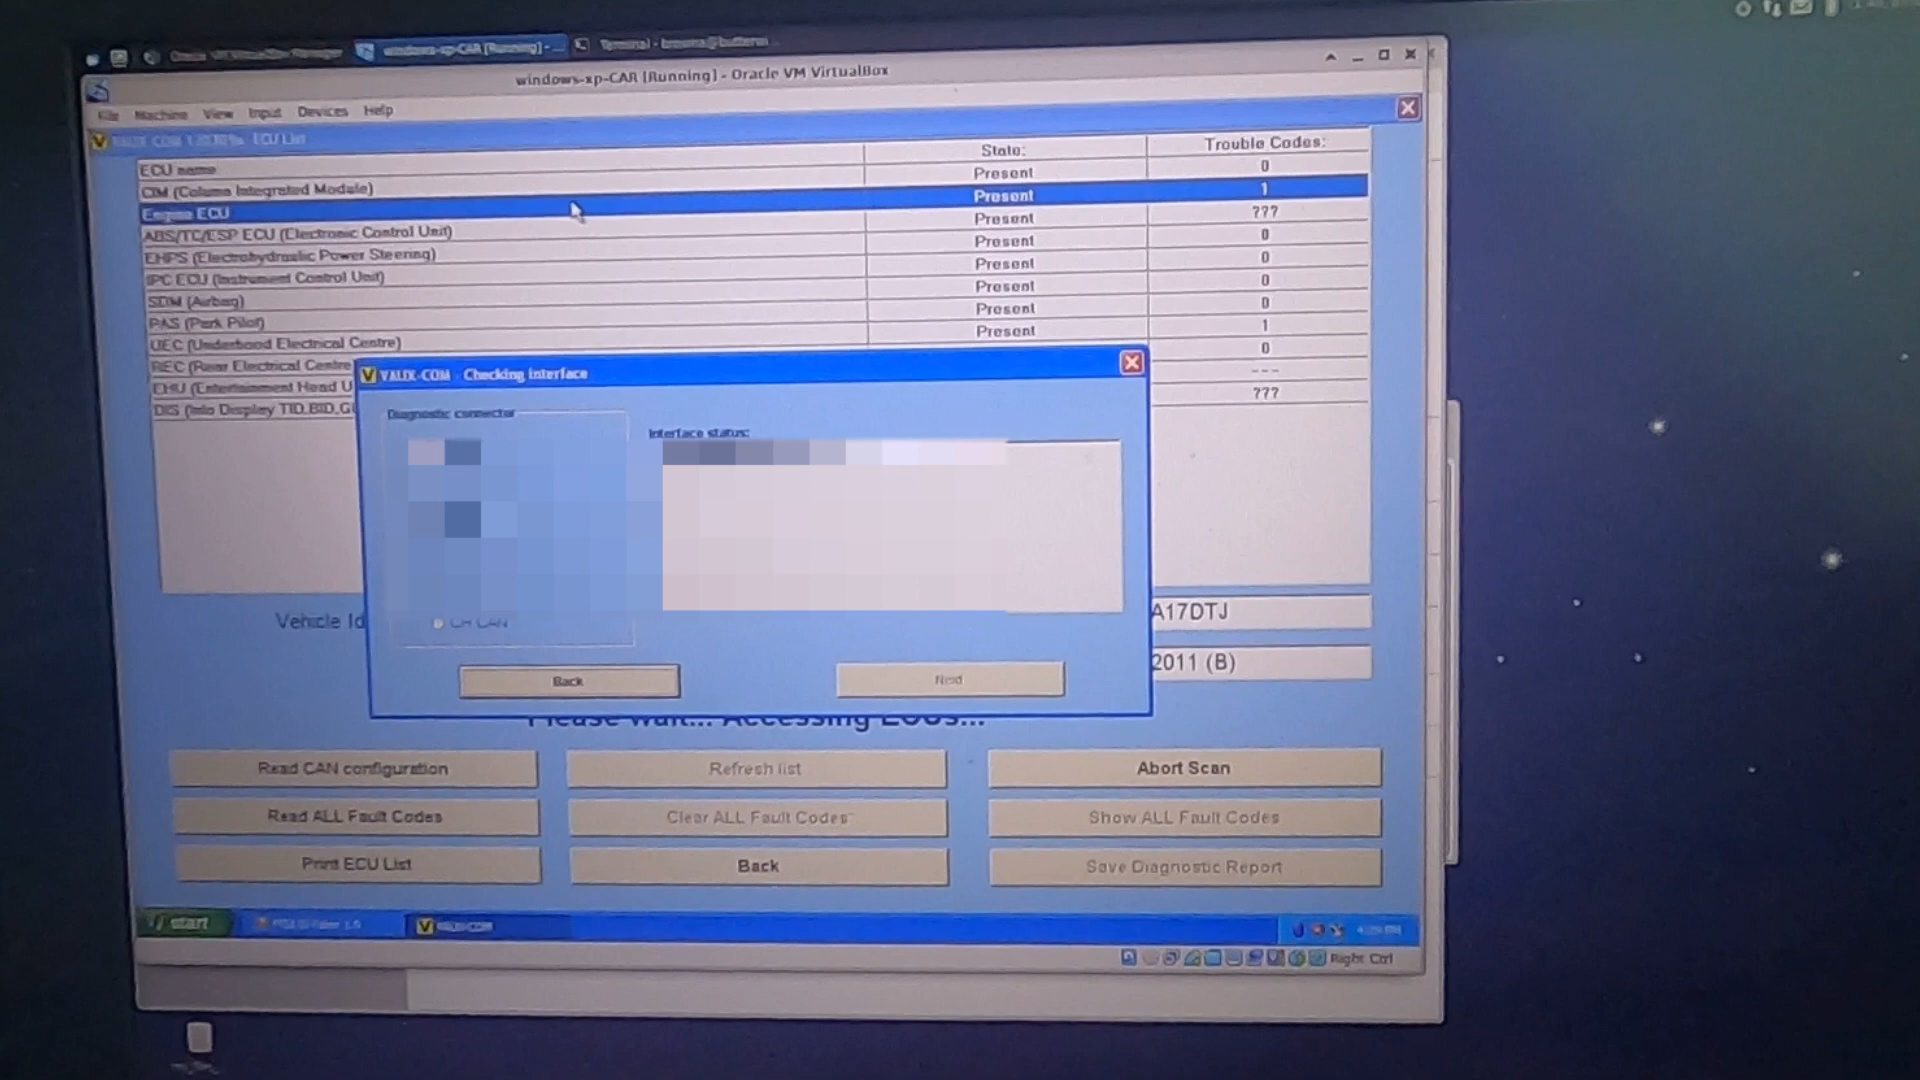 windows-xp-CAR [Running] - ...
Terminal -
windows-xp-CAR [Running] - Oracle VM VirtualBox
File Machine View Input Devices Help
ECU List
ECU name State: Trouble Codes:
CIM (Column Integrated Module) Present 0
Engine ECU Present 1
ABS/TC/ESP ECU (Electronic Control Unit) Present ???
EHPS (Electrohydraulic Power Steering) Present 0
IPC ECU (Instrument Control Unit) Present 0
SDM (Airbag) Present 0
PAS (Park Pilot) Present 0
UEC (Underhood Electrical Centre) Present 1
REC (Rear Electrical Centre 0
EHU (Entertainment Head U ---
DIS (Info Display TID,BID,G ???
VAUX-COM - Checking interface
Diagnostic connector
Interface status:
Back
Next
Vehicle Id
A17DTJ
2011 (B)
Please wait... Accessing ECUs...
Read CAN configuration Refresh list Abort Scan
Read ALL Fault Codes Clear ALL Fault Codes Show ALL Fault Codes
Print ECU List Back Save Diagnostic Report
start
VAUX-COM
Right Ctrl